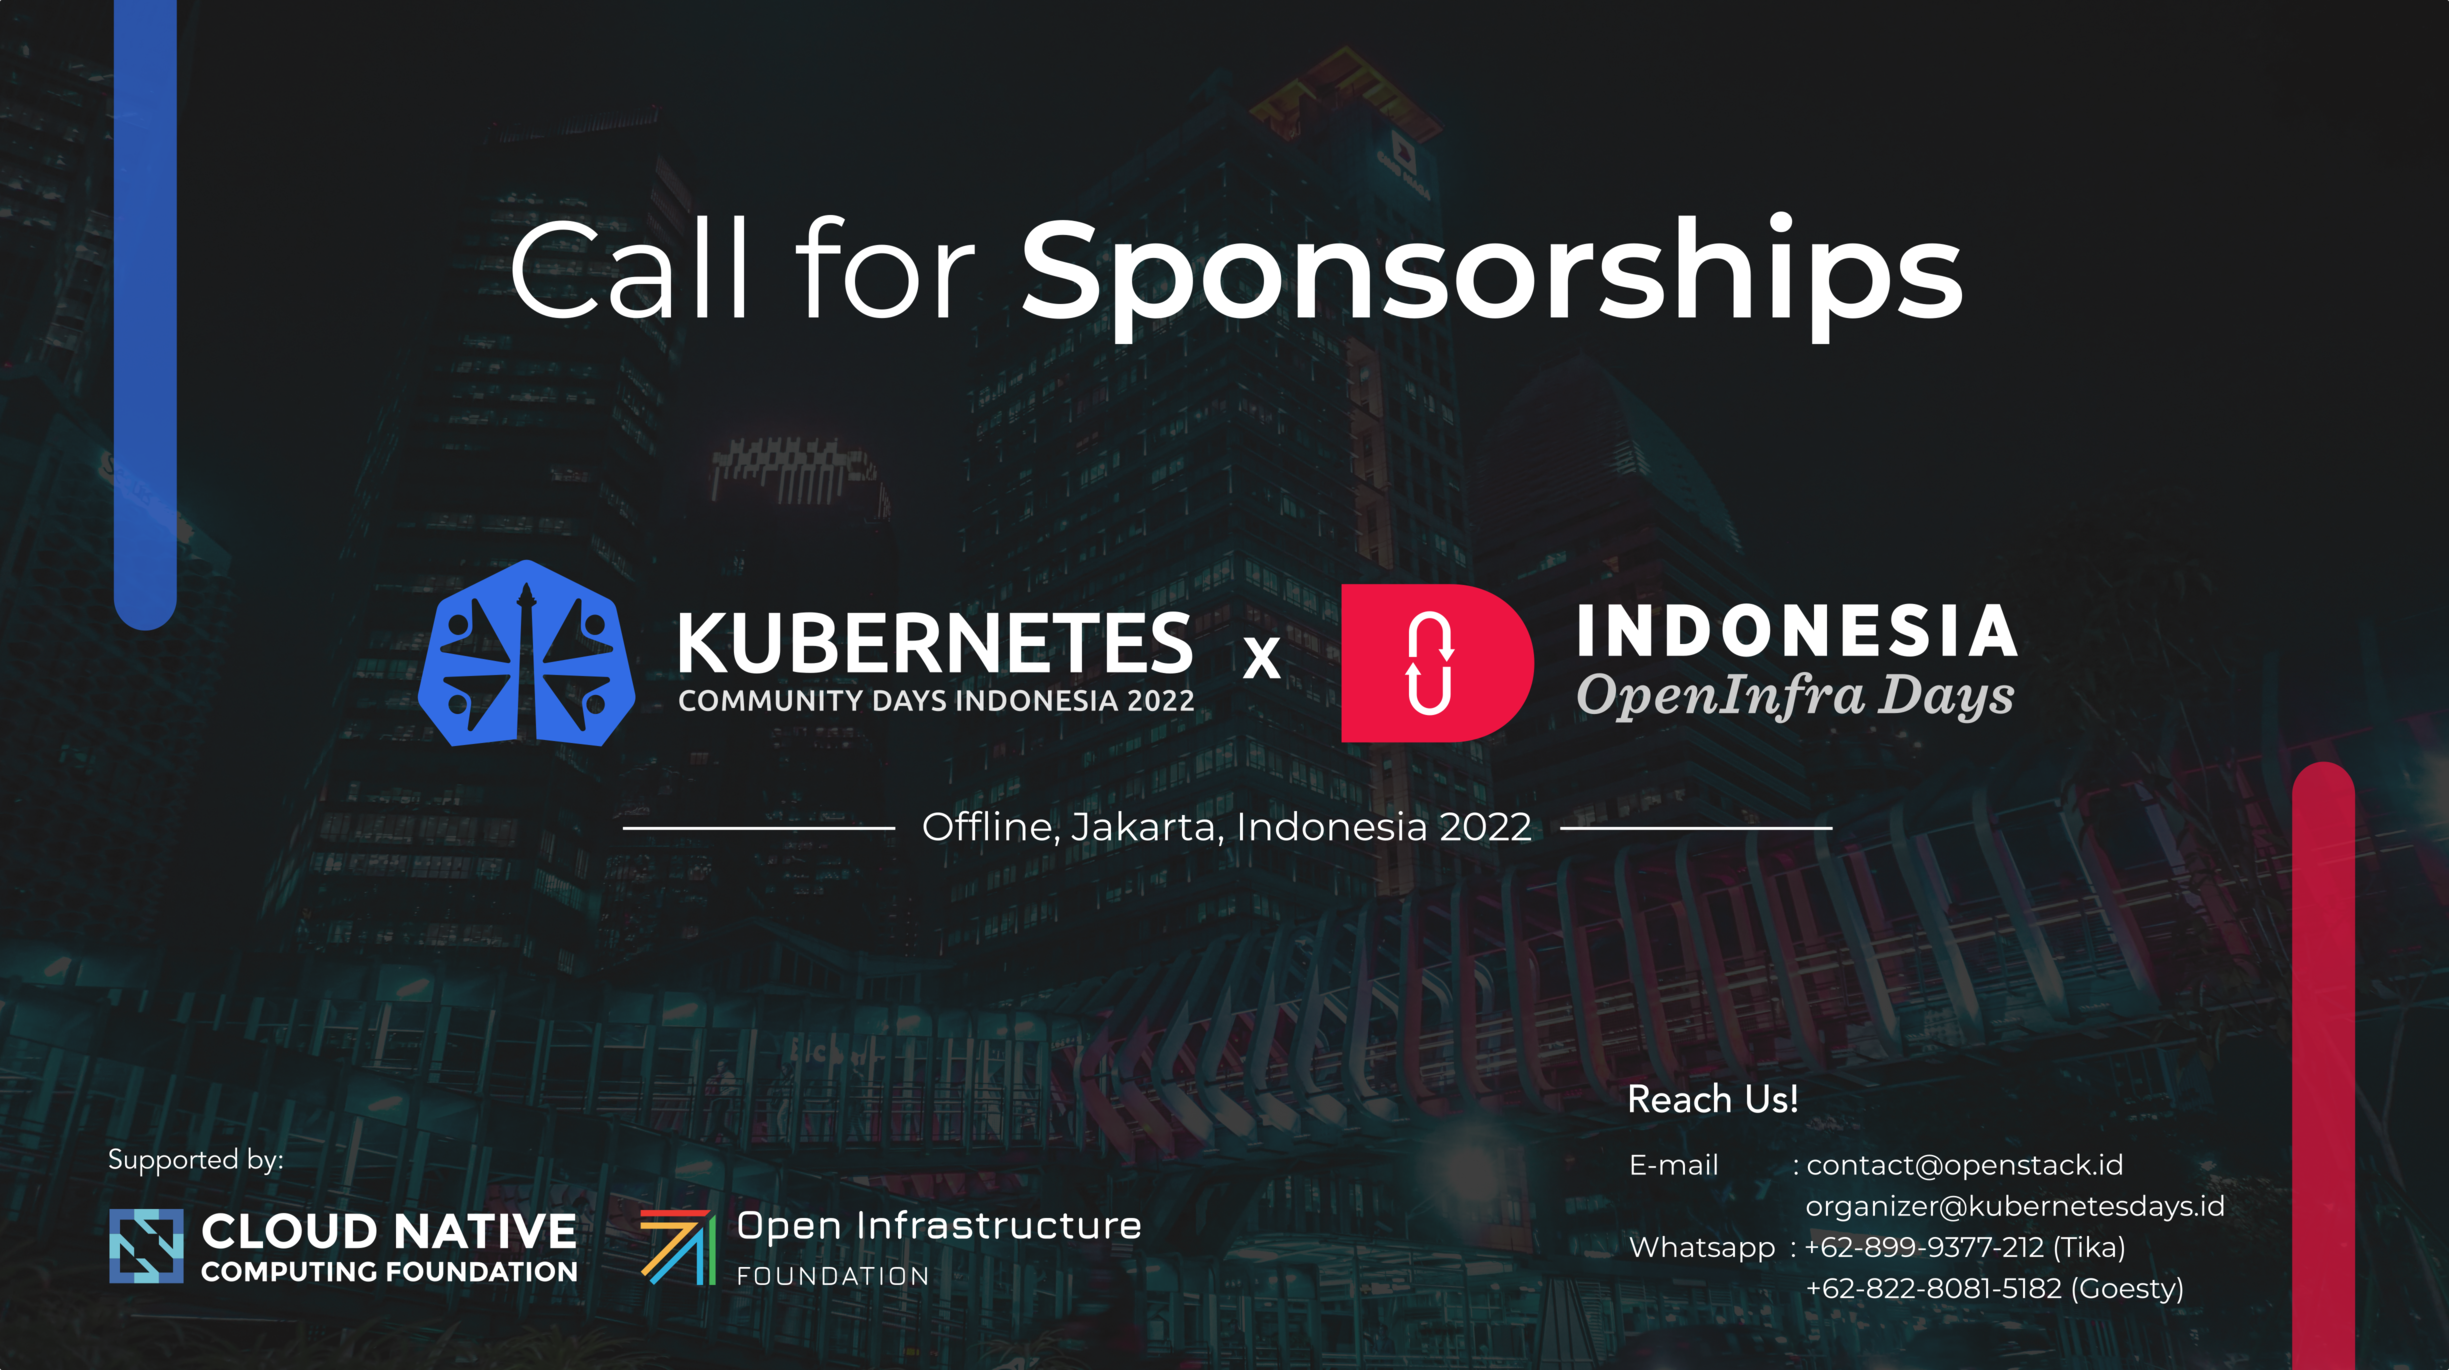 Call for Sponsorships
KUBERNETES
COMMUNITY DAYS INDONESIA 2022
x
INDONESIA
OpenInfra Days
Offline, Jakarta, Indonesia 2022
Supported by:
CLOUD NATIVE
COMPUTING FOUNDATION
Open Infrastructure
FOUNDATION
Reach Us!
E-mail : contact@openstack.id
organizer@kubernetesdays.id
Whatsapp : +62-899-9377-212 (Tika)
+62-822-8081-5182 (Goesty)